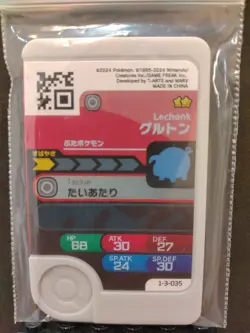 ©2024 Pokémon. ©1995-2024 Nintendo/
Creatures Inc./GAME FREAK inc.
Developed by T-ARTS and MARV
MADE IN CHINA
Lechonk
グルトン
ぶたポケモン
すばやさ
Tackle
たいあたり
HP
88
ATK
30
DEF
27
SP.ATK
24
SP.DEF
30
1-3-035